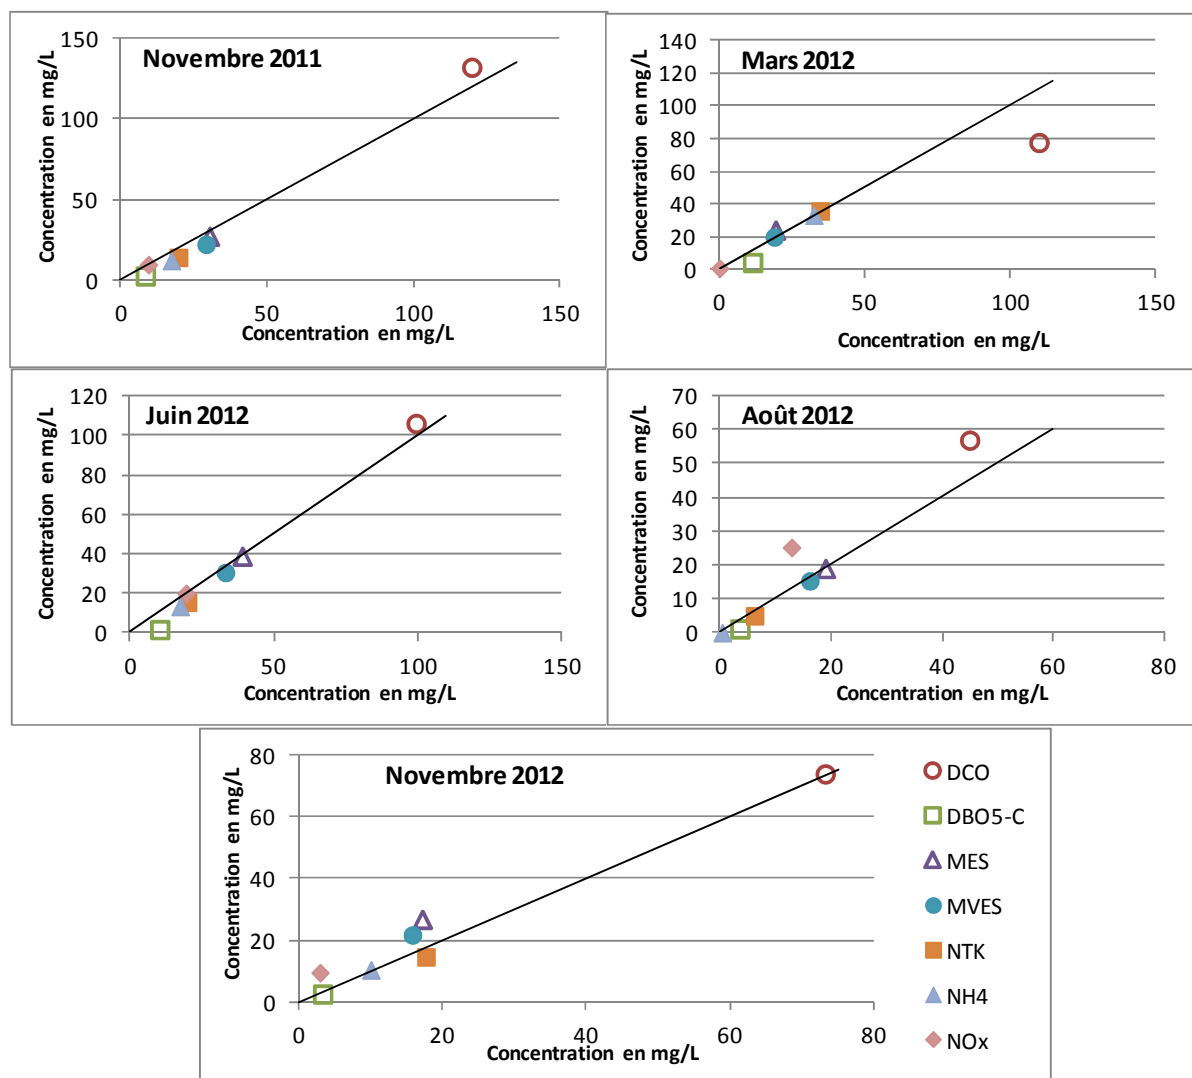 Novembre 2011
Concentration en mg/L
150
100
50
0
0 50 100 150
Concentration en mg/L
Mars 2012
Concentration en mg/L
140
120
100
80
60
40
20
0
0 50 100 150
Concentration en mg/L
Juin 2012
Concentration en mg/L
120
100
80
60
40
20
0
0 50 100 150
Concentration en mg/L
Août 2012
Concentration en mg/L
70
60
50
40
30
20
10
0
0 20 40 60 80
Concentration en mg/L
Novembre 2012
Concentration en mg/L
80
60
40
20
0
0 20 40 60 80
Concentration en mg/L
DCO
DBO5-C
MES
MVES
NTK
NH4
NOx